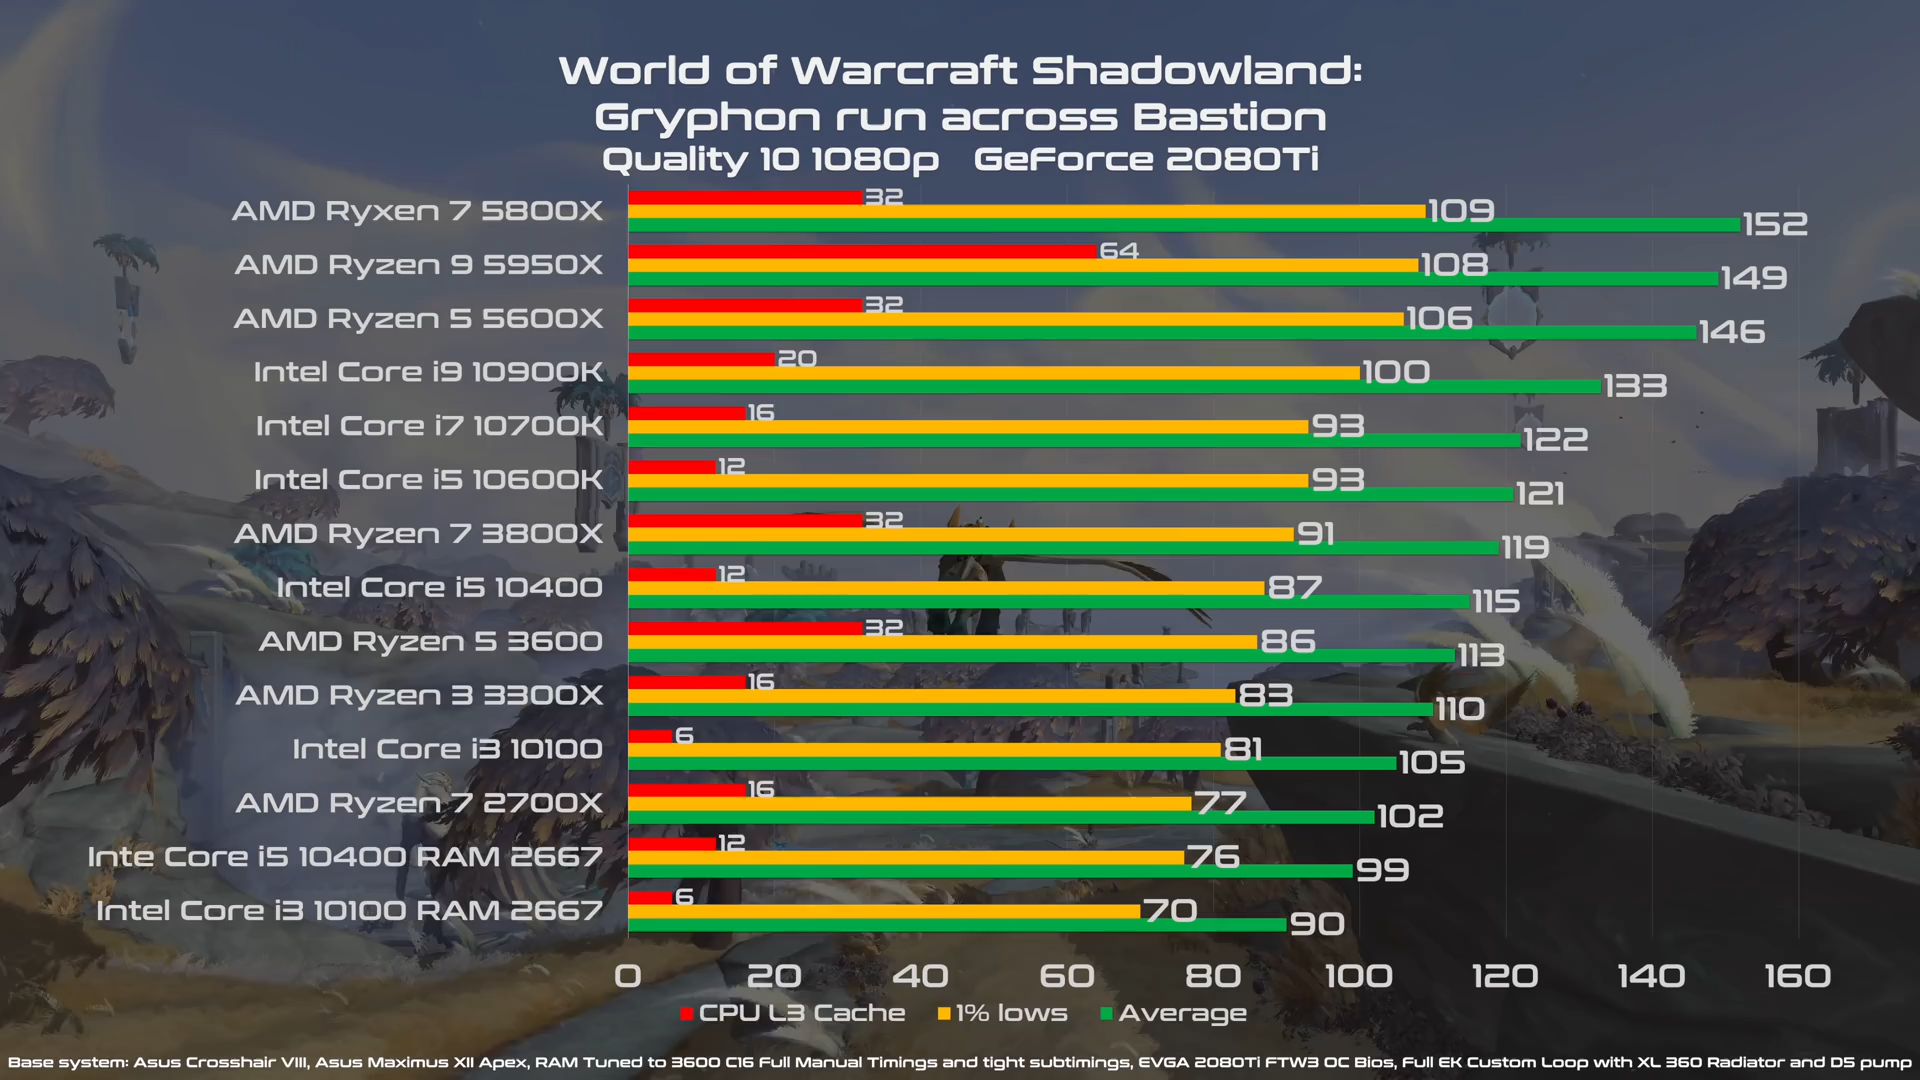 World of Warcraft Shadowland:
Gryphon run across Bastion
Quality 10 1080p GeForce 2080Ti
AMD Ryxen 7 5800X 32 109 152
AMD Ryzen 9 5950X 64 108 149
AMD Ryzen 5 5600X 32 106 146
Intel Core i9 10900K 20 100 133
Intel Core i7 10700K 16 93 122
Intel Core i5 10600K 12 93 121
AMD Ryzen 7 3800X 32 91 119
Intel Core i5 10400 12 87 115
AMD Ryzen 5 3600 32 86 113
AMD Ryzen 3 3300X 16 83 110
Intel Core i3 10100 6 81 105
AMD Ryzen 7 2700X 16 77 102
Inte Core i5 10400 RAM 2667 12 76 99
Intel Core i3 10100 RAM 2667 6 70 90
0 20 40 60 80 100 120 140 160
CPU L3 Cache 1% lows Average
Base system: Asus Crosshair VIII, Asus Maximus XII Apex, RAM Tuned to 3600 C16 Full Manual Timings and tight subtimings, EVGA 2080Ti FTW3 OC Bios, Full EK Custom Loop with XL 360 Radiator and D5 pump